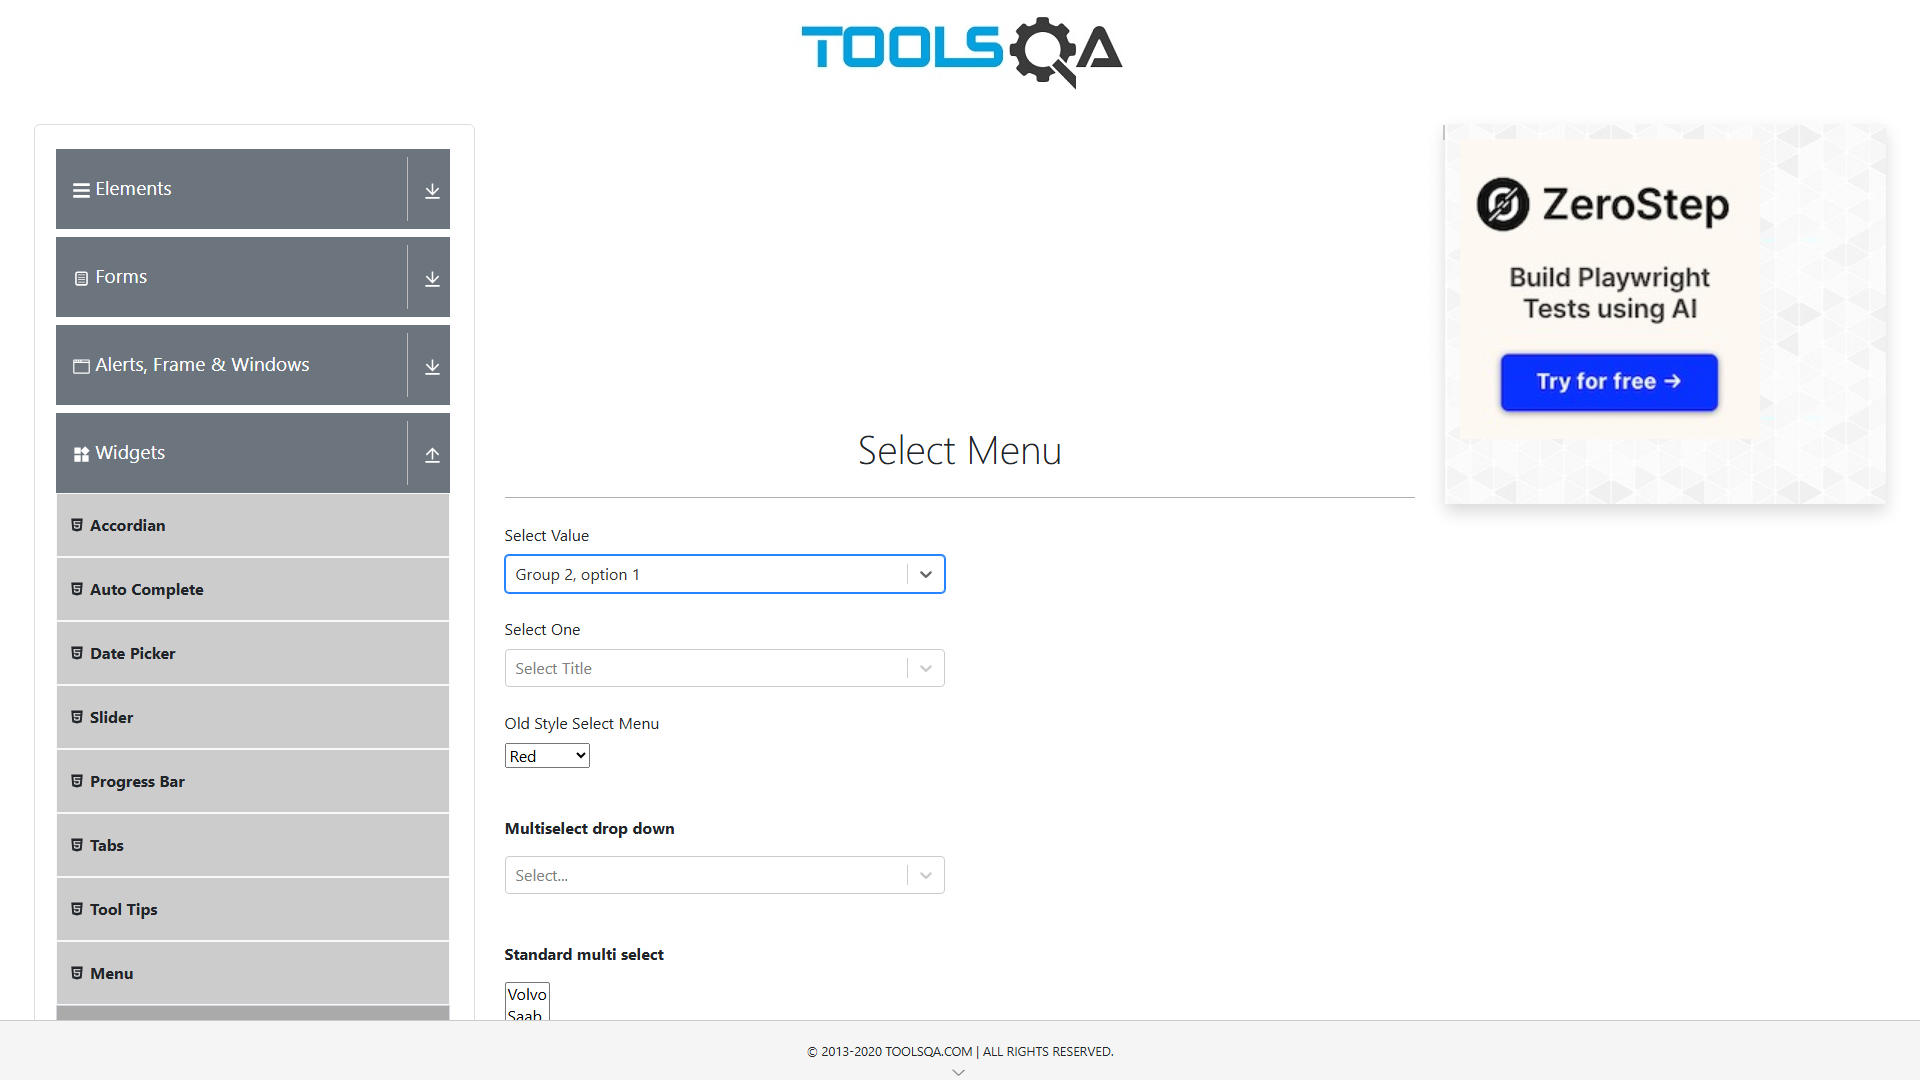 TOOLSQA
Elements
Forms
Alerts, Frame & Windows
Widgets
Accordian
Auto Complete
Date Picker
Slider
Progress Bar
Tabs
Tool Tips
Menu
Select Menu
Select Value
Group 2, option 1
Select One
Select Title
Old Style Select Menu
Red
Multiselect drop down
Select...
Standard multi select
Volvo
Saab
ZeroStep
Build Playwright
Tests using AI
Try for free →
© 2013-2020 TOOLSQA.COM | ALL RIGHTS RESERVED.